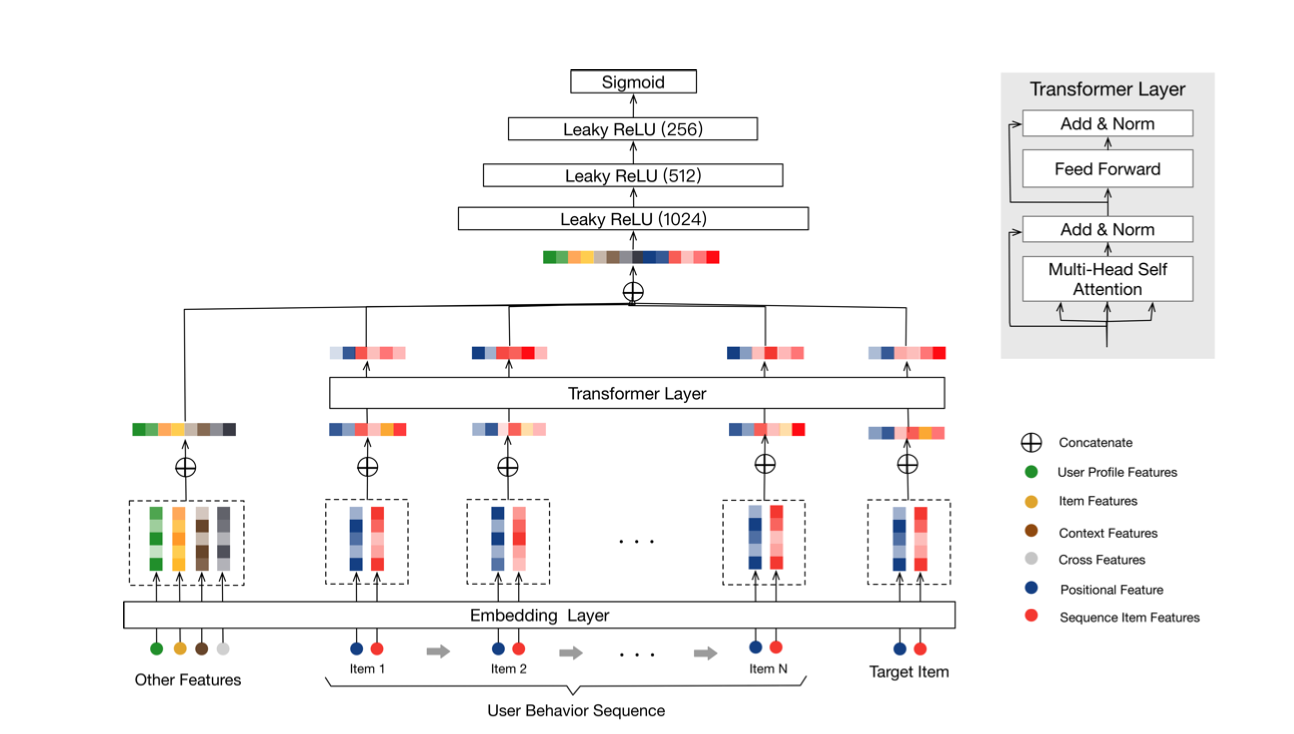 Sigmoid
Leaky ReLU (256)
Leaky ReLU (512)
Leaky ReLU (1024)
Transformer Layer
Embedding Layer
Other Features
Item 1
Item 2
. . .
. . .
Item N
Target Item
User Behavior Sequence
Transformer Layer
Add & Norm
Feed Forward
Add & Norm
Multi-Head Self
Attention
Concatenate
User Profile Features
Item Features
Context Features
Cross Features
Positional Feature
Sequence Item Features